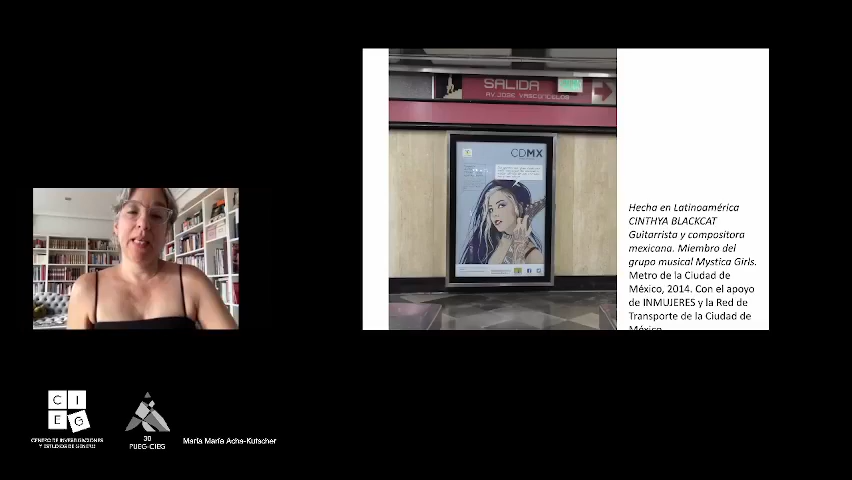 SALIDA
AV. JOSE VASCONCELOS
CDMX
Hecha en Latinoamérica
CINTHYA BLACKCAT
Guitarrista y compositora
mexicana. Miembro del
grupo musical Mystica Girls.
Metro de la Ciudad de
México, 2014. Con el apoyo
de INMUJERES y la Red de
Transporte de la Ciudad de
México
CIEG
CENTRO DE INVESTIGACIONES
Y ESTUDIOS DE GÉNERO
30
PUEG-CIEG
María María Acha-Kutscher